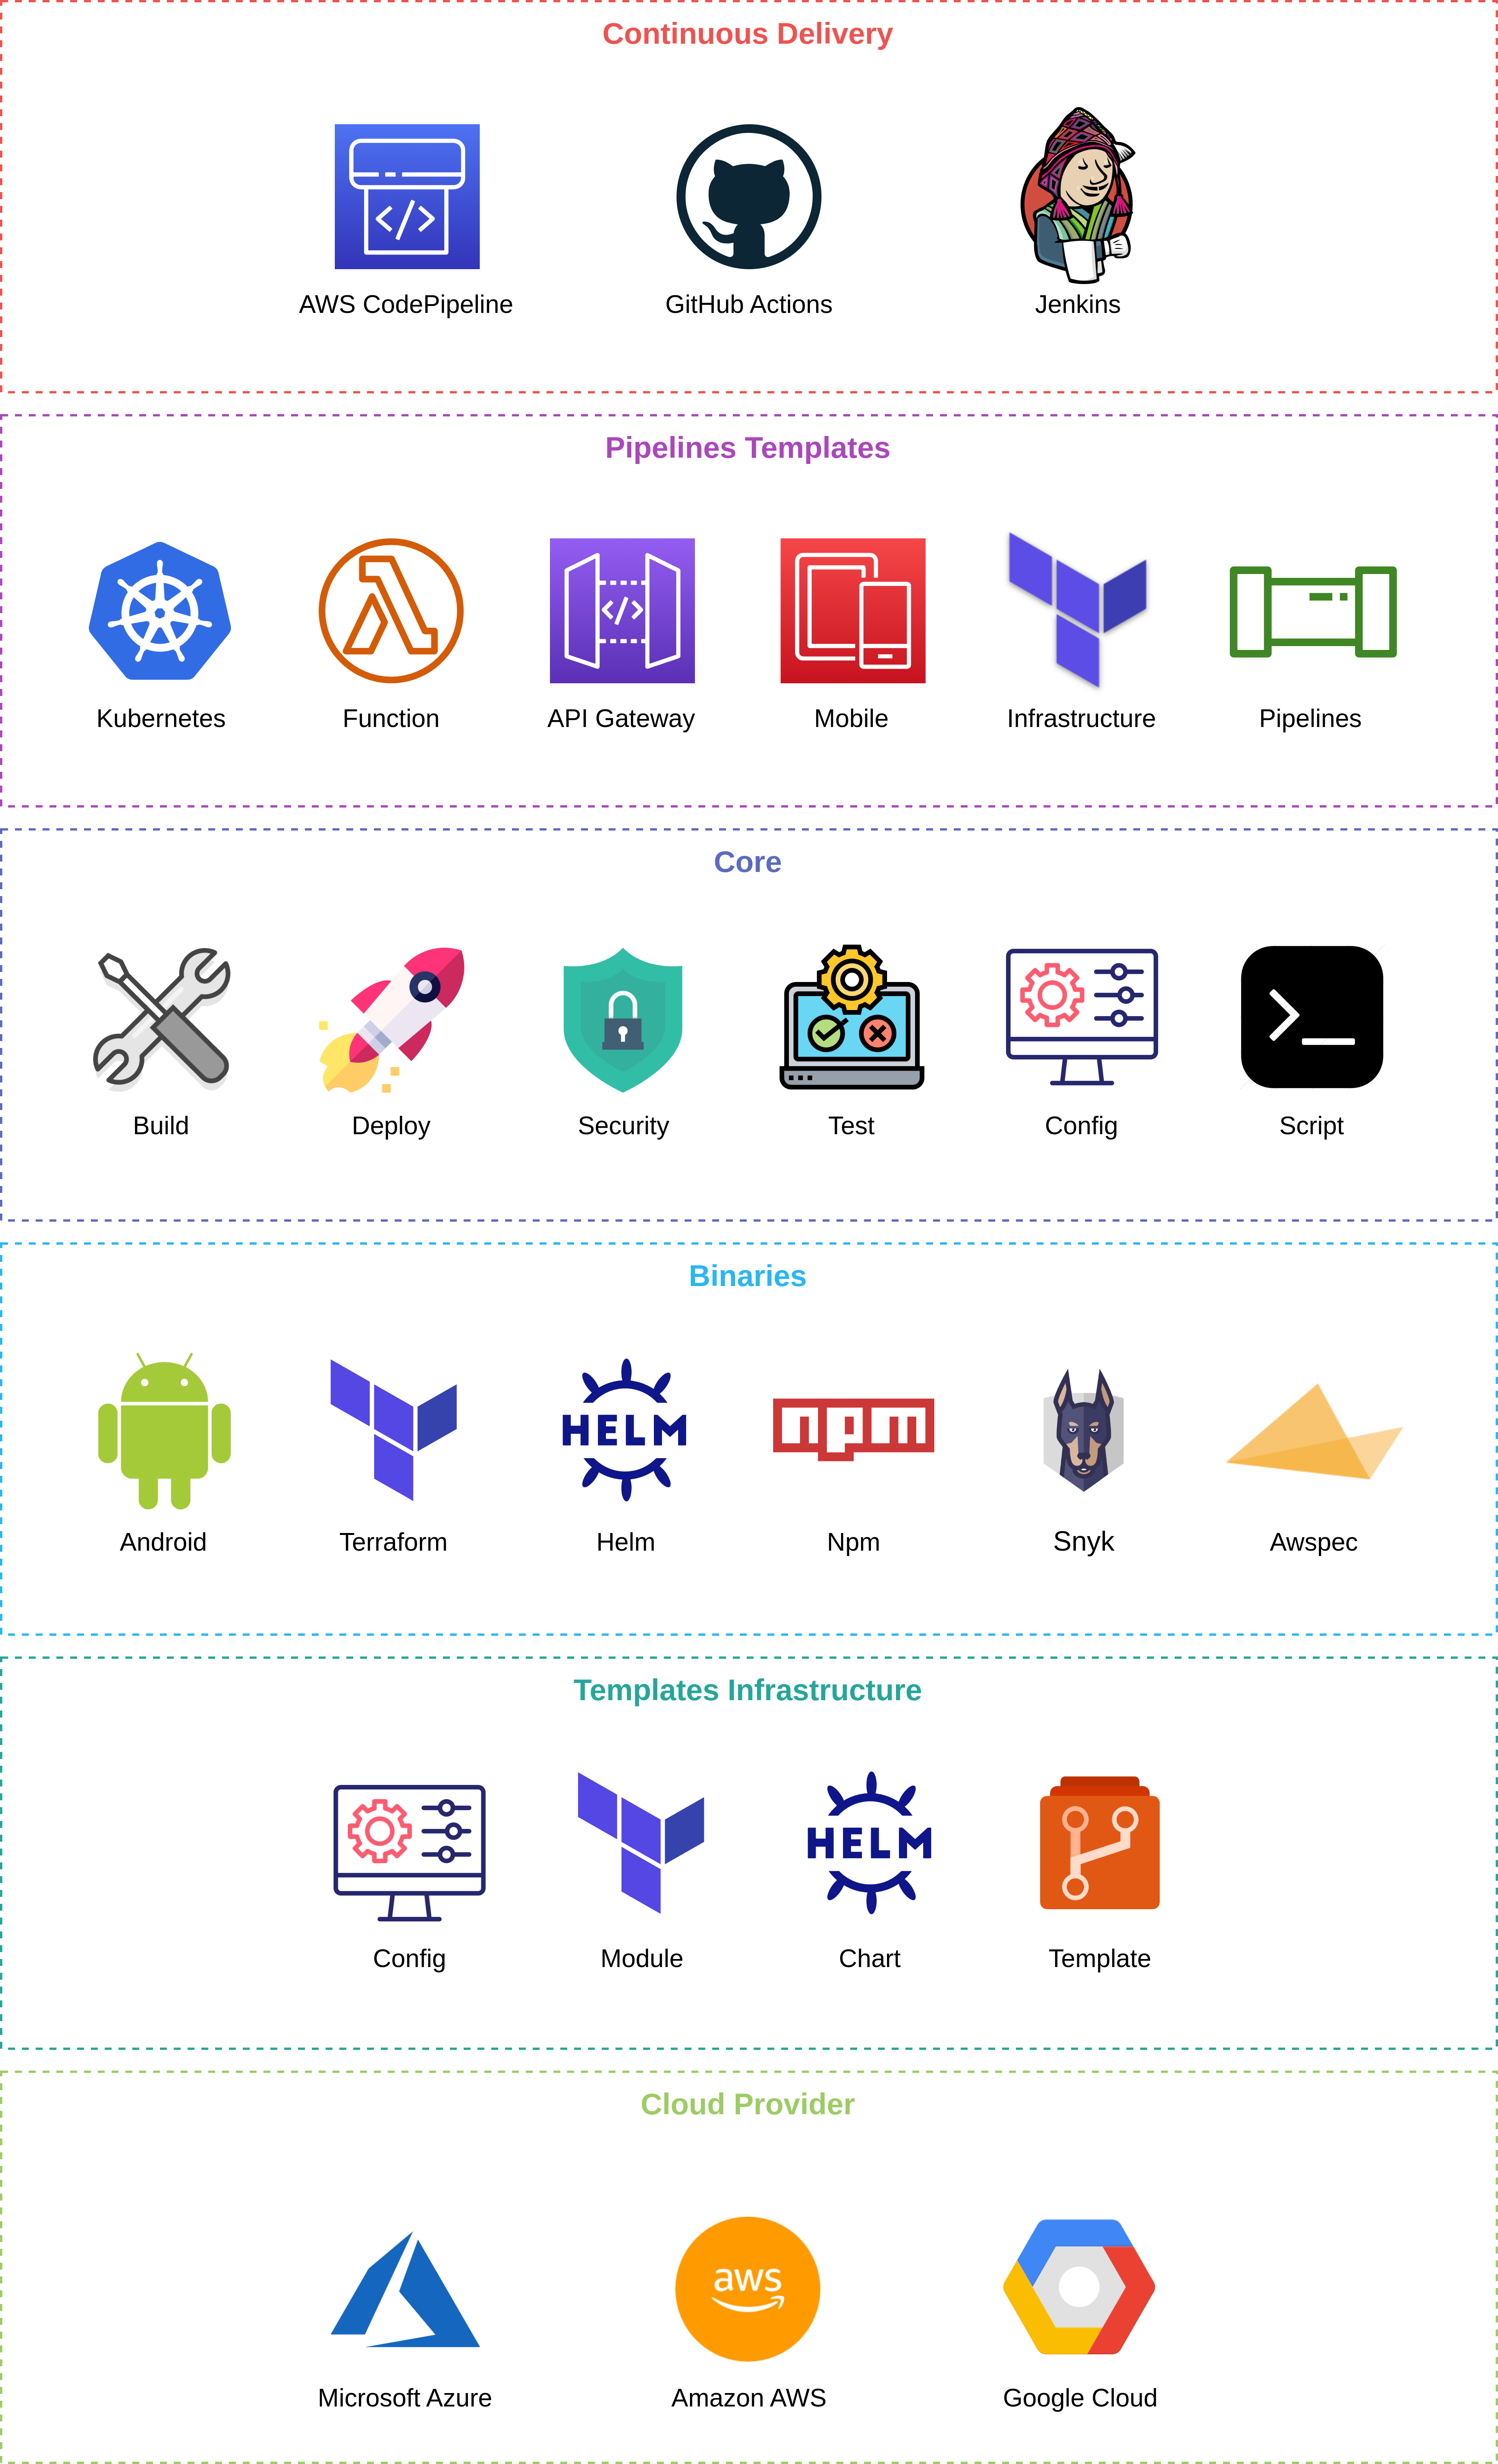 Continuous Delivery
AWS CodePipeline
GitHub Actions
Jenkins
Pipelines Templates
Kubernetes
Function
API Gateway
Mobile
Infrastructure
Pipelines
Core
Build
Deploy
Security
Test
Config
Script
Binaries
HELM
npm
Android
Terraform
Helm
Npm
Snyk
Awspec
Templates Infrastructure
HELM
Config
Module
Chart
Template
Cloud Provider
aws
Microsoft Azure
Amazon AWS
Google Cloud